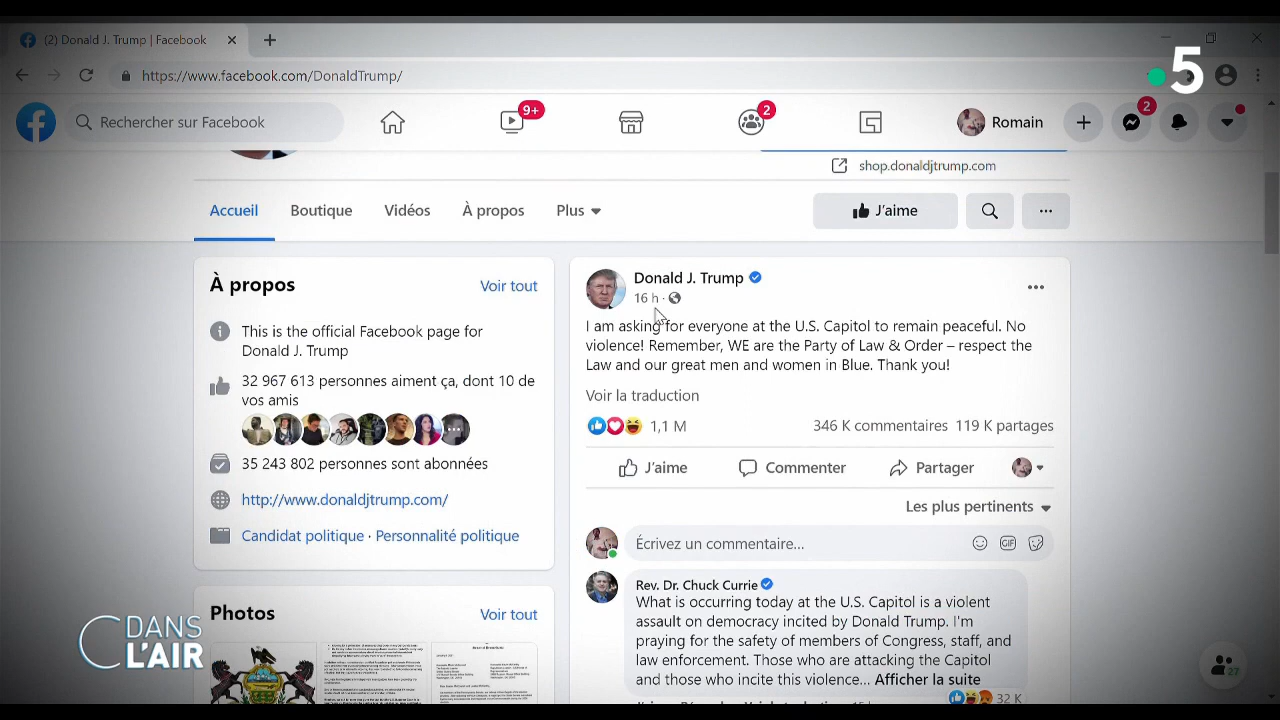 (2) Donald J. Trump | Facebook
https://www.facebook.com/DonaldTrump/
5
Rechercher sur Facebook
9+
2
Romain
2
shop.donaldjtrump.com
Accueil
Boutique
Vidéos
À propos
Plus
J'aime
À propos
Voir tout
This is the official Facebook page for
Donald J. Trump
32 967 613 personnes aiment ça, dont 10 de
vos amis
35 243 802 personnes sont abonnées
http://www.donaldjtrump.com/
Candidat politique · Personnalité politique
Photos
Voir tout
Donald J. Trump
16 h ·
I am asking for everyone at the U.S. Capitol to remain peaceful. No
violence! Remember, WE are the Party of Law & Order – respect the
Law and our great men and women in Blue. Thank you!
Voir la traduction
1,1 M
346 K commentaires 119 K partages
J'aime
Commenter
Partager
Les plus pertinents
Écrivez un commentaire...
GIF
Rev. Dr. Chuck Currie
What is occurring today at the U.S. Capitol is a violent
assault on democracy incited by Donald Trump. I'm
praying for the safety of members of Congress, staff, and
law enforcement. Those who are attacking the Capitol
and those who incite this violence... Afficher la suite
32 K
27
C DANS
L'AIR